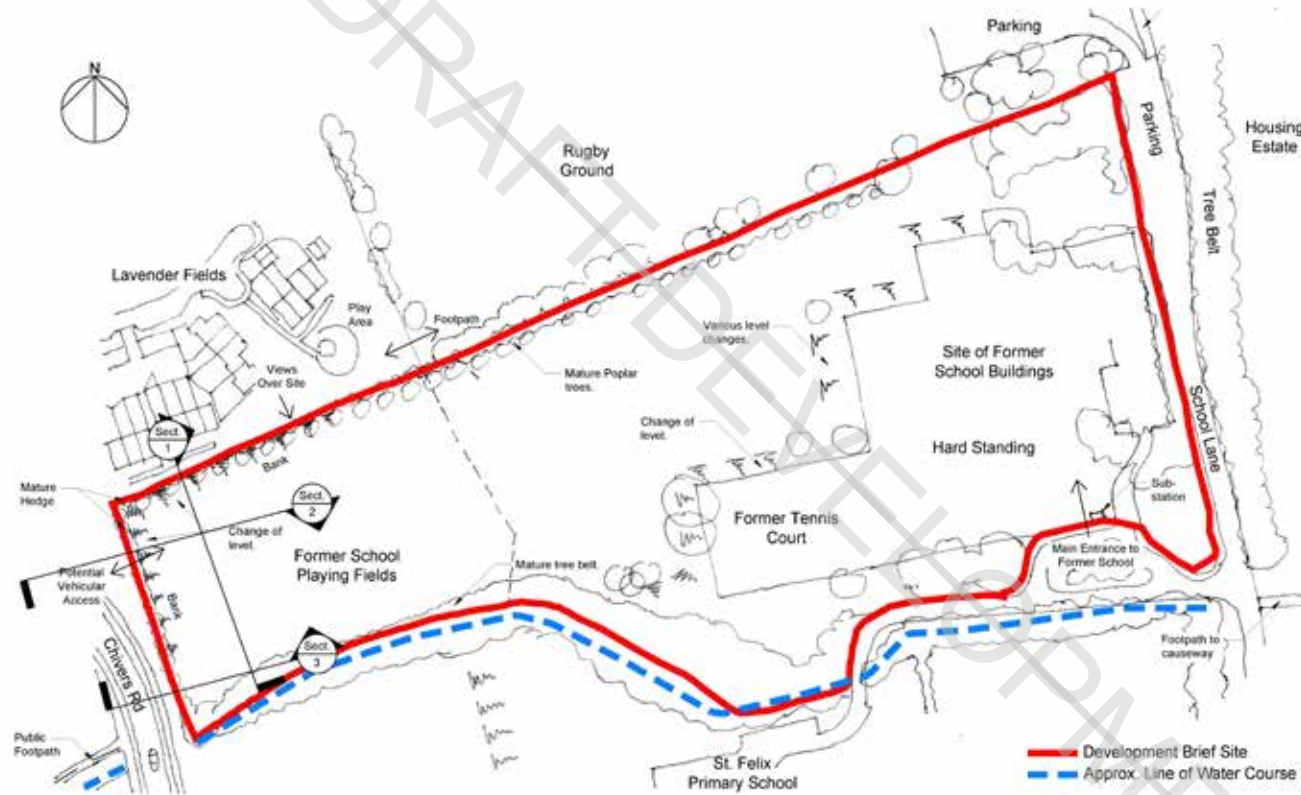 Parking
N
Rugby
Ground
Parking
Housing
Estate
Tree Belt
Lavender Fields
Play
Area
Footpath
Views
Over Site
Mature Poplar
trees.
Various level
changes.
Site of Former
School Buildings
School Lane
Sect.
1
Bank
Change of
level.
Hard Standing
Mature
Hedge
Sect.
2
Change of
level.
Sub-
station
Former School
Playing Fields
Former Tennis
Court
Potential
Vehicular
Access
Mature tree belt.
Main Entrance to
Former School
Bank
Sect.
3
Chivers Rd
Footpath to
causeway
Public
Footpath
St. Felix
Primary School
Development Brief Site
Approx. Line of Water Course
DRAFT DEVELOPM